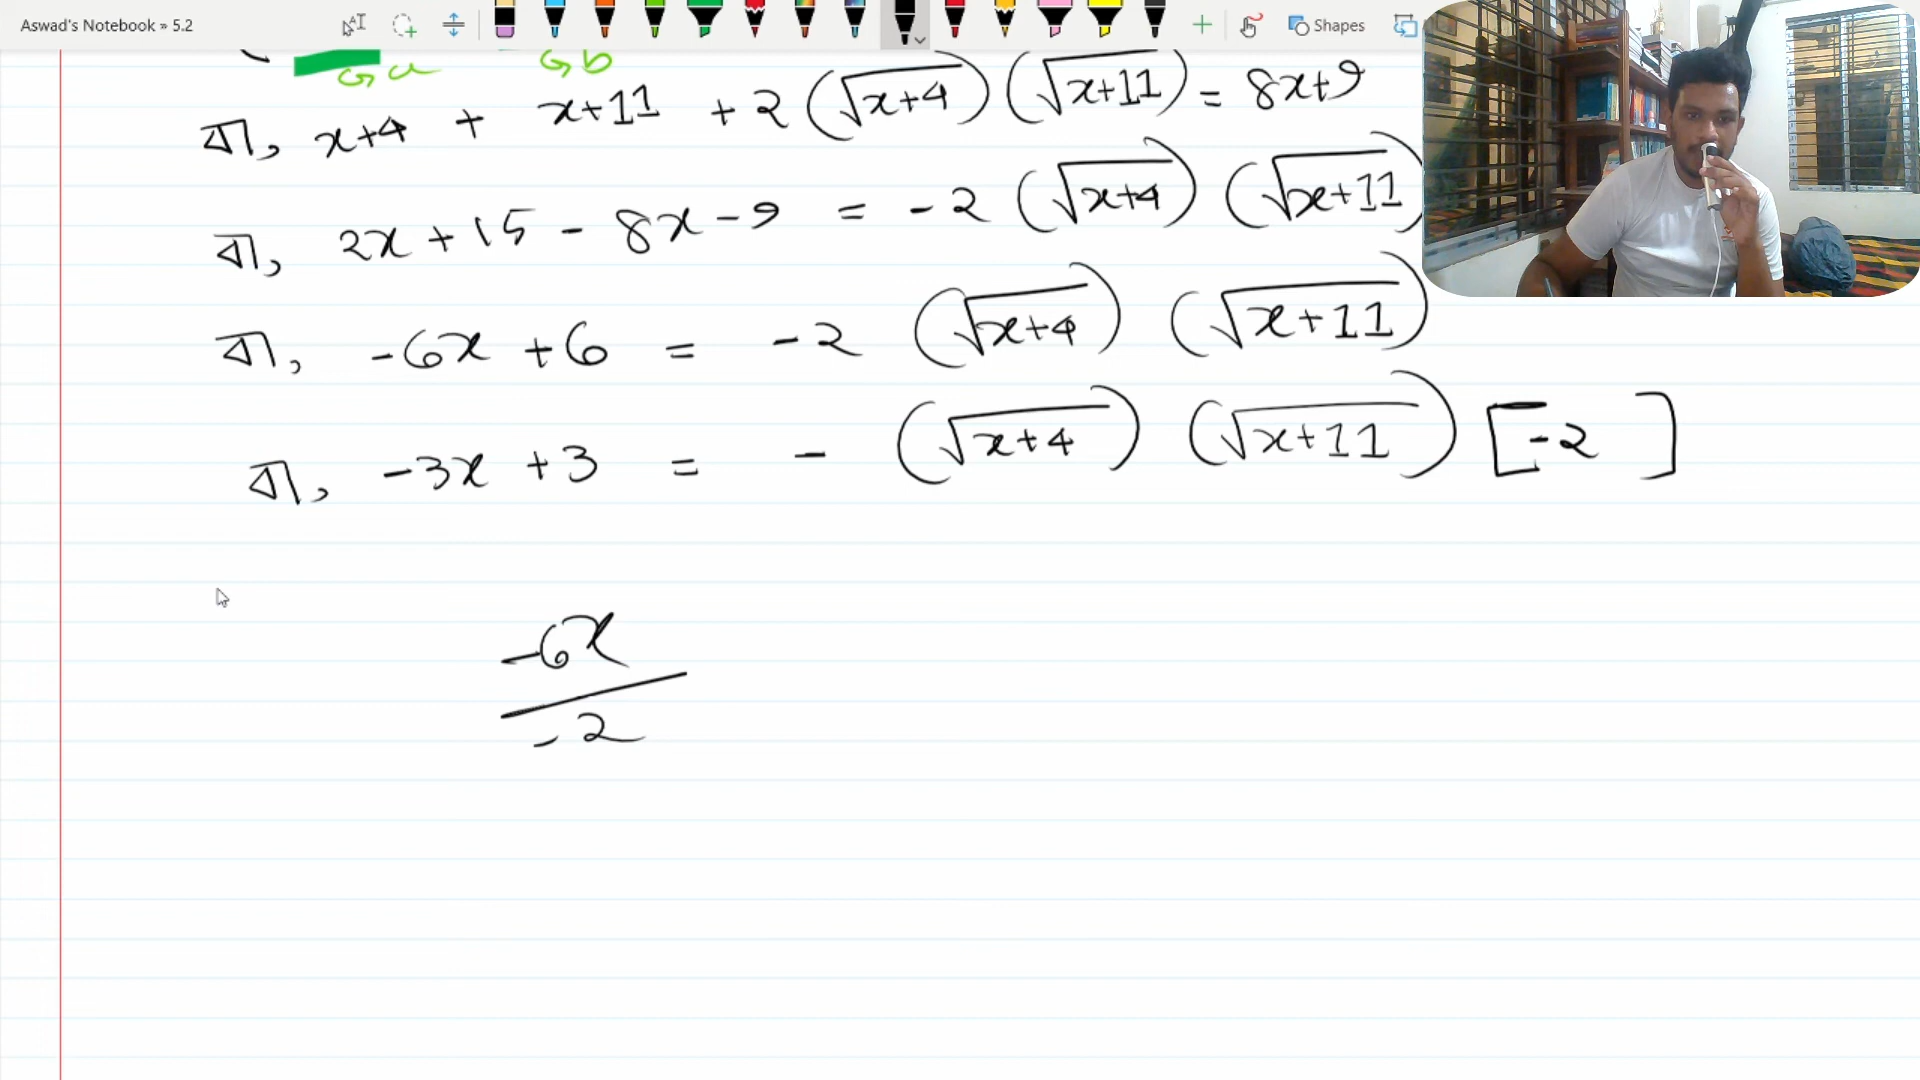 Aswad's Notebook » 5.2
Shapes
a b
বা, x+4 + x+11 + 2 (√x+4) (√x+11) = 8x+9
বা, 2x + 15 - 8x - 9 = -2 (√x+4) (√x+11)
বা, -6x + 6 = -2 (√x+4) (√x+11)
বা, -3x + 3 = - (√x+4) (√x+11) [-2 ]
-6x
-2